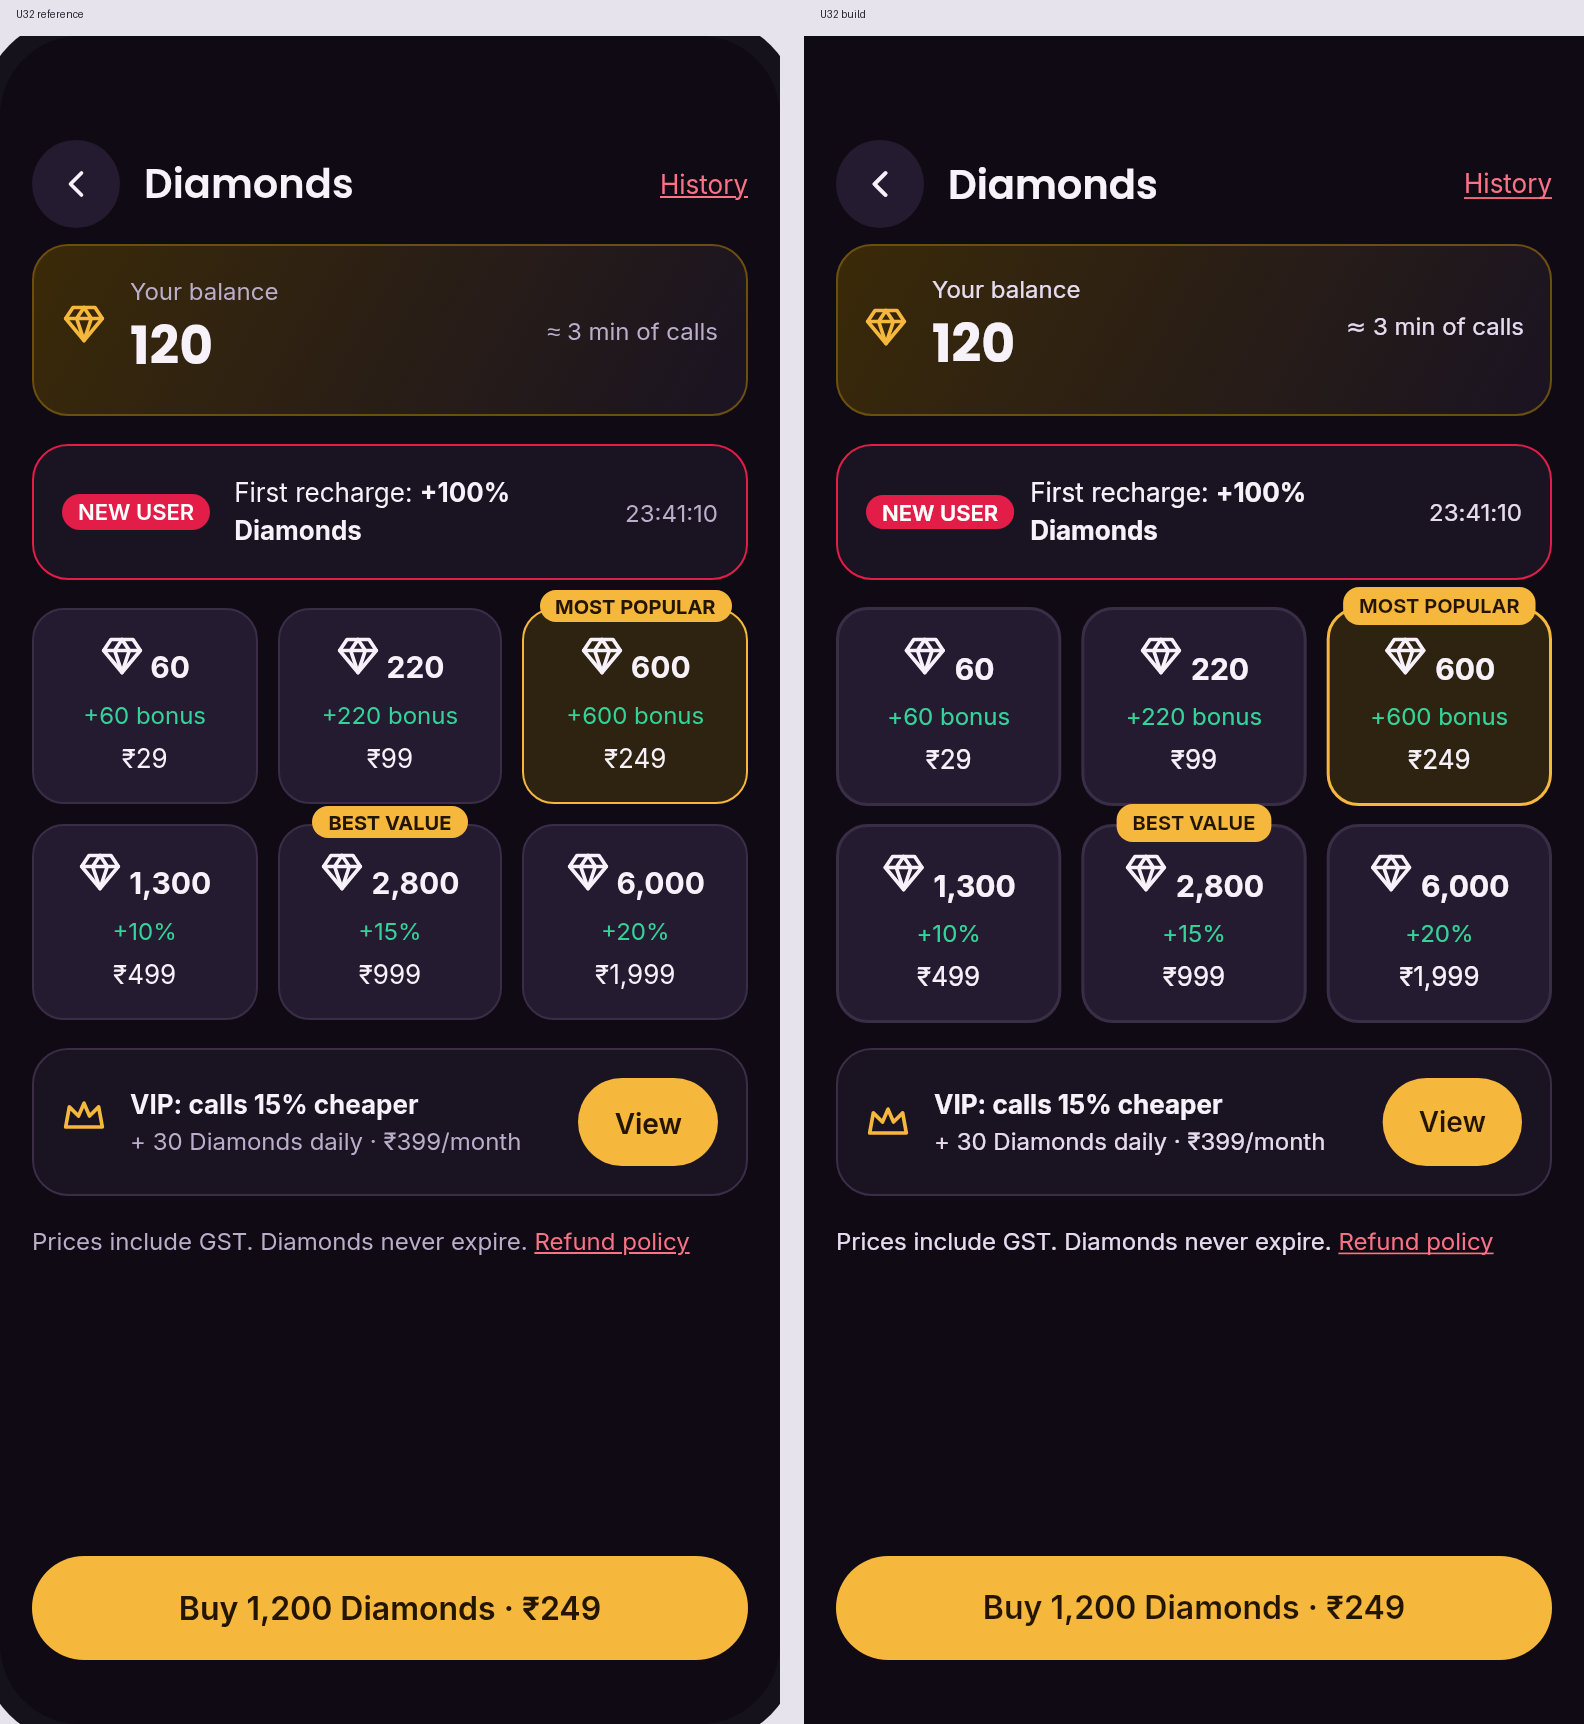 U32 reference
Diamonds
History
Your balance
120
≈ 3 min of calls
NEW USER
First recharge: +100%
Diamonds
23:41:10
MOST POPULAR
60
220
600
+60 bonus
+220 bonus
+600 bonus
₹29
₹99
₹249
BEST VALUE
1,300
2,800
6,000
+10%
+15%
+20%
₹499
₹999
₹1,999
VIP: calls 15% cheaper
+ 30 Diamonds daily · ₹399/month
View
Prices include GST. Diamonds never expire. Refund policy
Buy 1,200 Diamonds · ₹249
U32 build
Diamonds
History
Your balance
120
≈ 3 min of calls
NEW USER
First recharge: +100%
Diamonds
23:41:10
MOST POPULAR
60
220
600
+60 bonus
+220 bonus
+600 bonus
₹29
₹99
₹249
BEST VALUE
1,300
2,800
6,000
+10%
+15%
+20%
₹499
₹999
₹1,999
VIP: calls 15% cheaper
+ 30 Diamonds daily · ₹399/month
View
Prices include GST. Diamonds never expire. Refund policy
Buy 1,200 Diamonds · ₹249